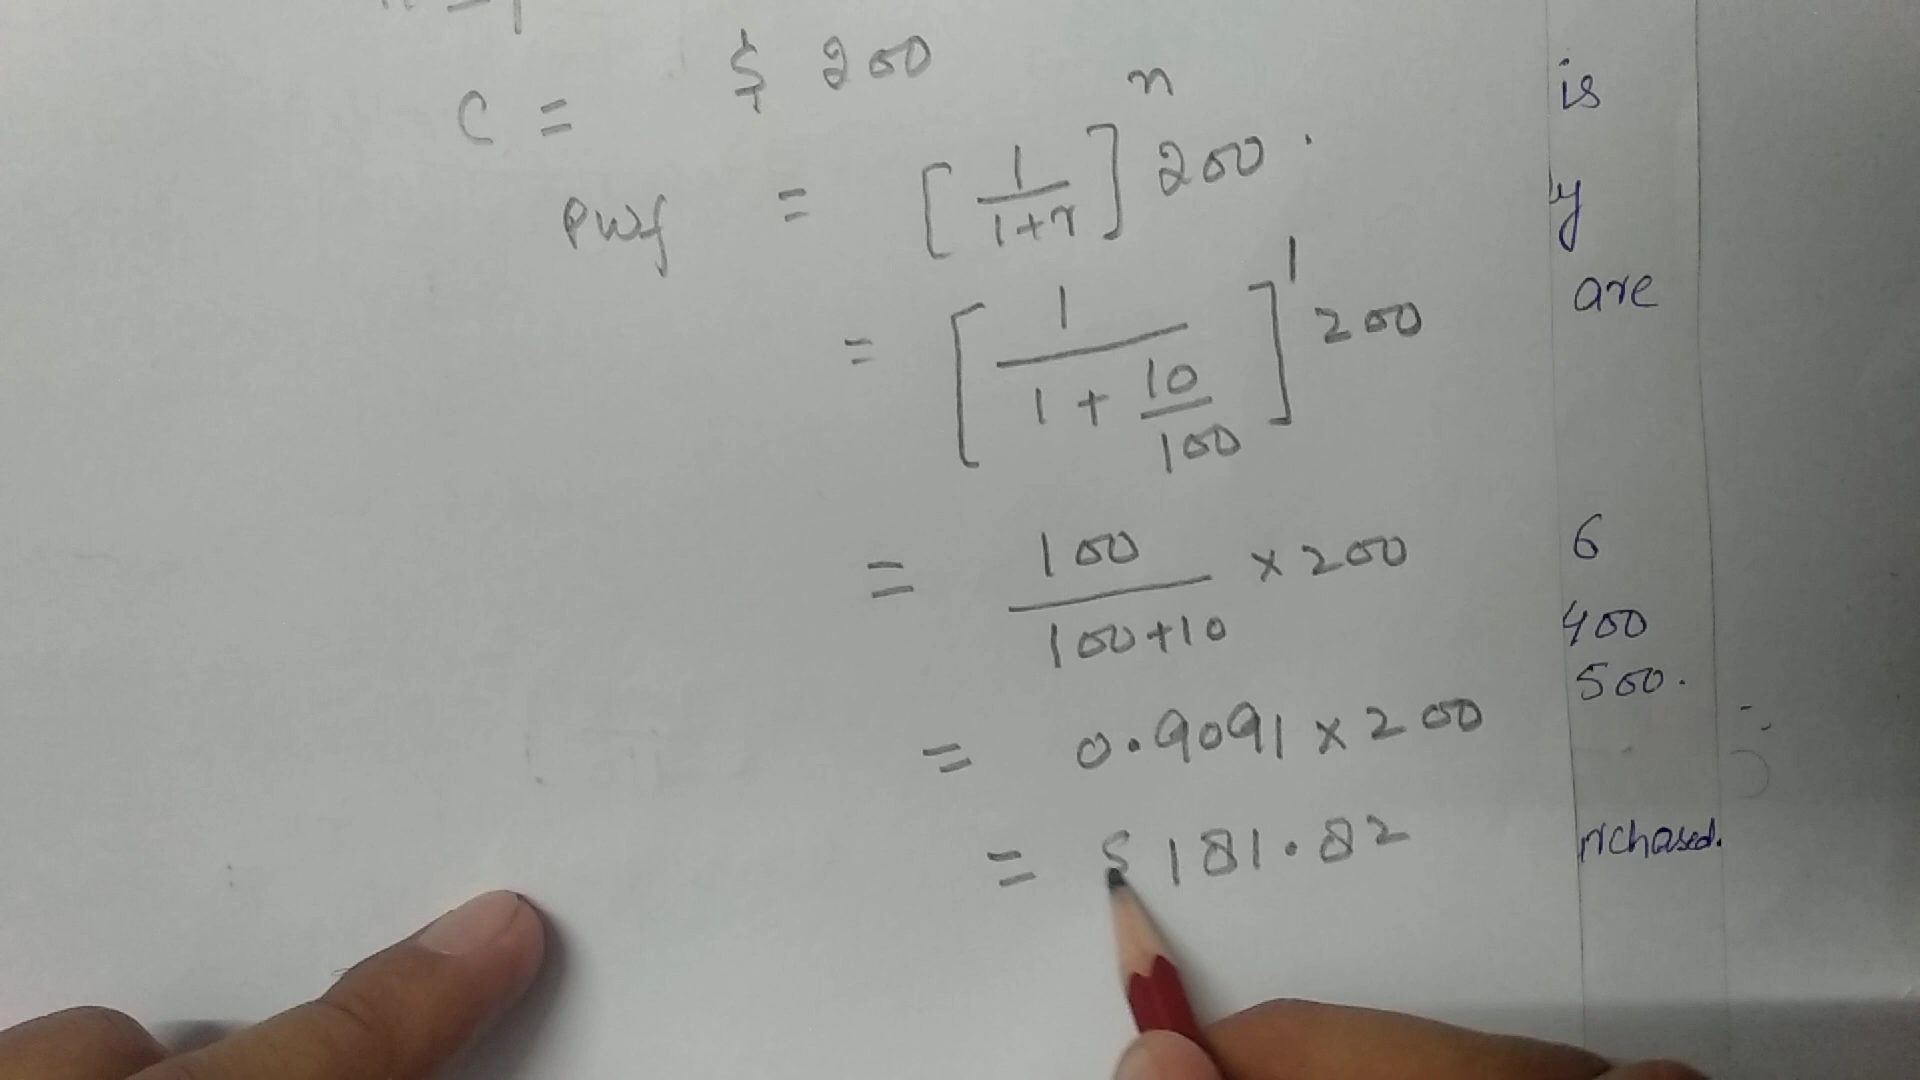 C = $ 200
n
PWf = [1/1+r] 200.
= [1/1+10/100]^1 200
= 100/100+10 x 200
= 0.9091 x 200
= $ 181.82
is
y
are
6
400
500.
rchased.